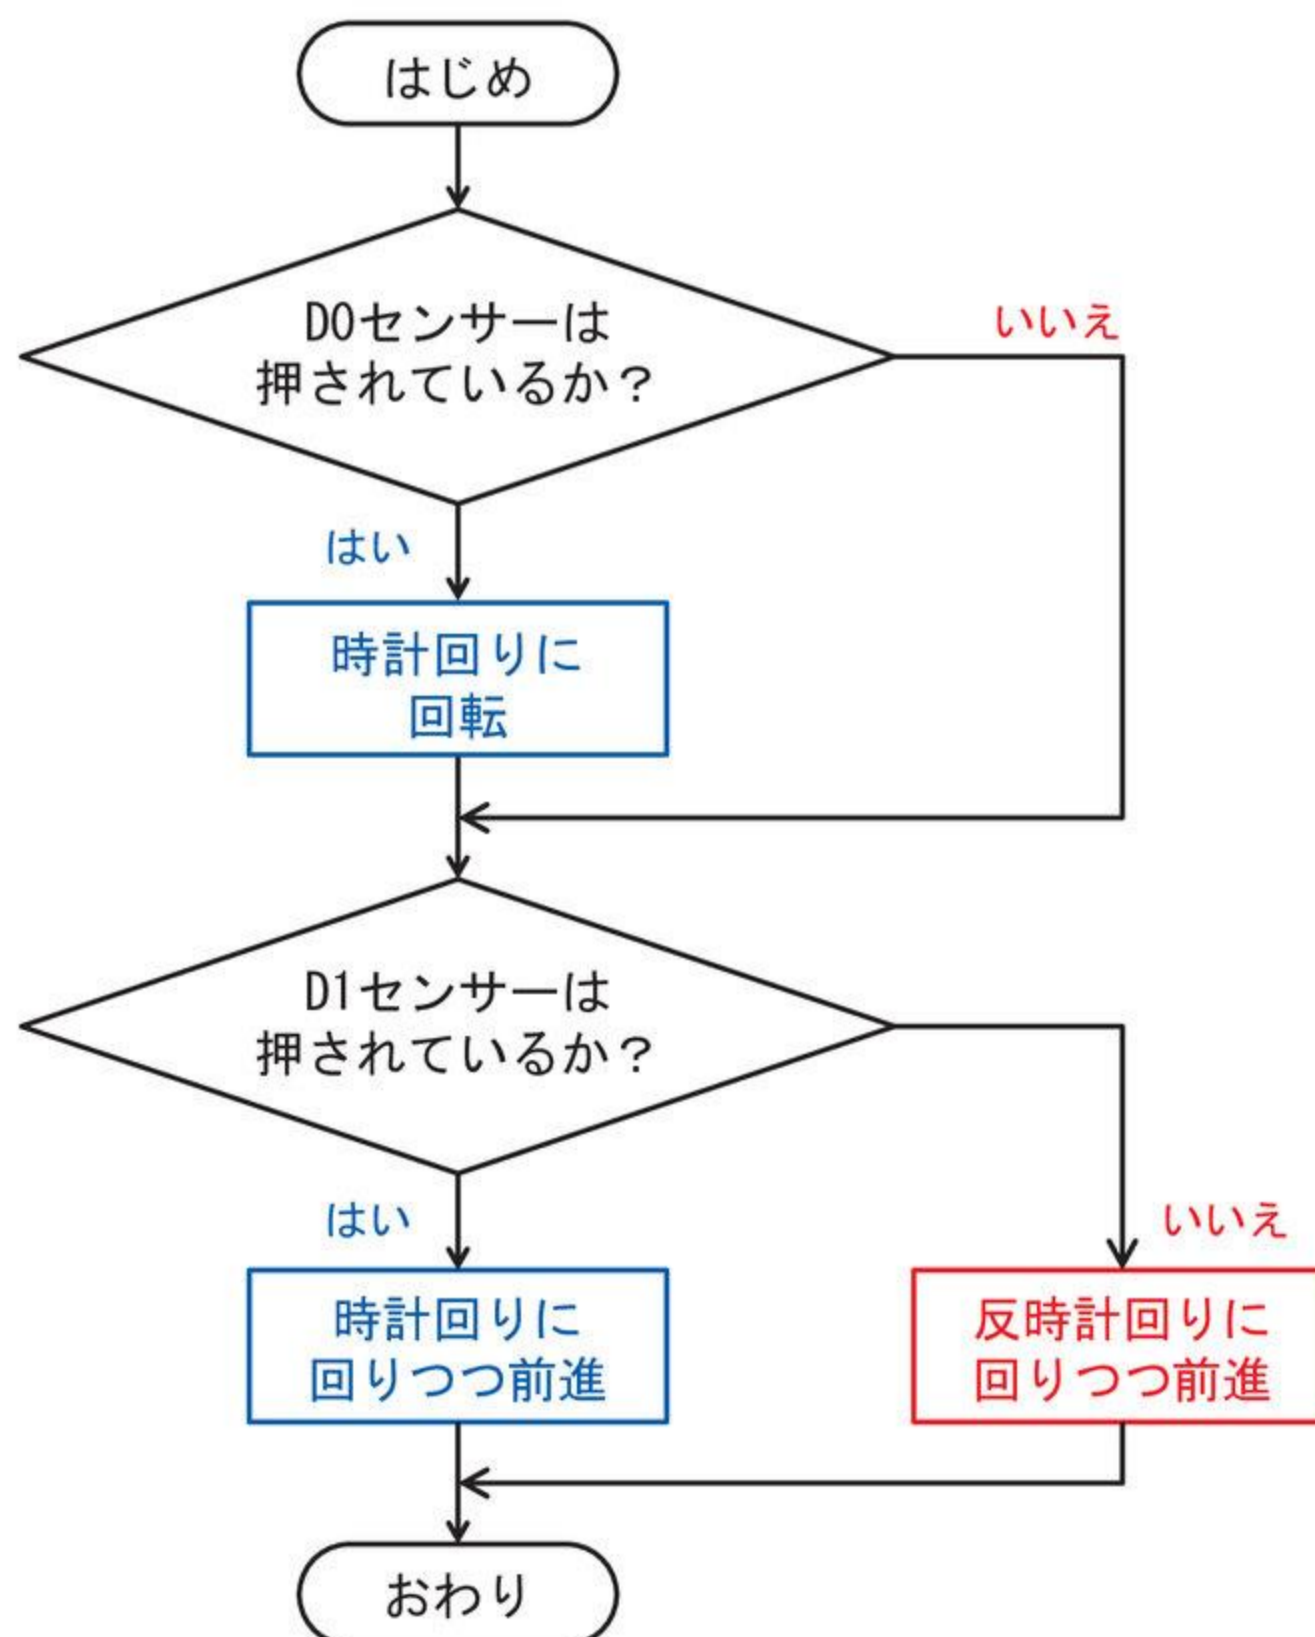 はじめ
D0センサーは
押されているか？
いいえ
はい
時計回りに
回転
D1センサーは
押されているか？
はい
いいえ
時計回りに
回りつつ前進
反時計回りに
回りつつ前進
おわり